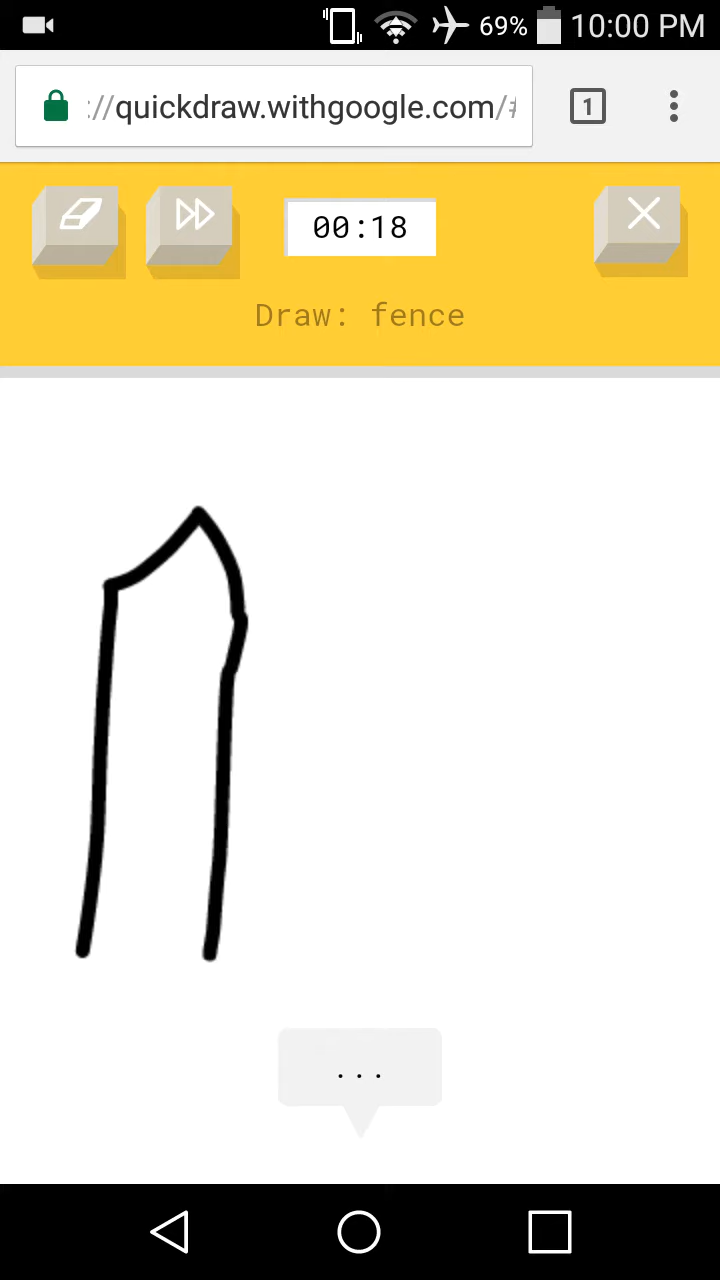 69% 10:00 PM
://quickdraw.withgoogle.com/#
1
00:18
Draw: fence
...